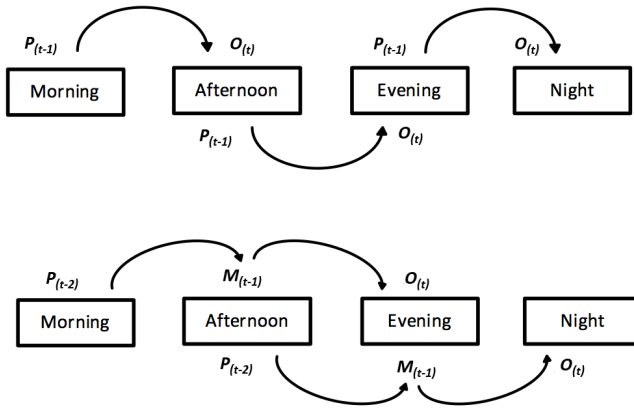 P(t-1) O(t) P(t-1) O(t)
Morning Afternoon Evening Night
P(t-1) O(t)
P(t-2) M(t-1) O(t)
Morning Afternoon Evening Night
P(t-2) M(t-1) O(t)